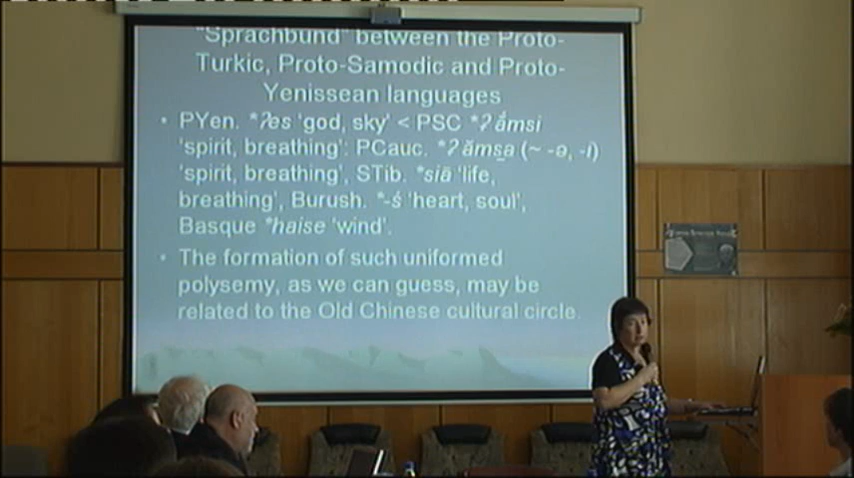 "Sprachbund" between the Proto-
Turkic, Proto-Samodic and Proto-
Yenissean languages
• PYen. *ʔes 'god, sky' < PSC *ʔ ắmsi
'spirit, breathing': PCauc. *ʔ ămsa̱ (~ -ə, -ɨ)
'spirit, breathing', STib. *siā 'life,
breathing', Burush. *-ś 'heart, soul',
Basque *haise 'wind'.
• The formation of such uniformed
polysemy, as we can guess, may be
related to the Old Chinese cultural circle.